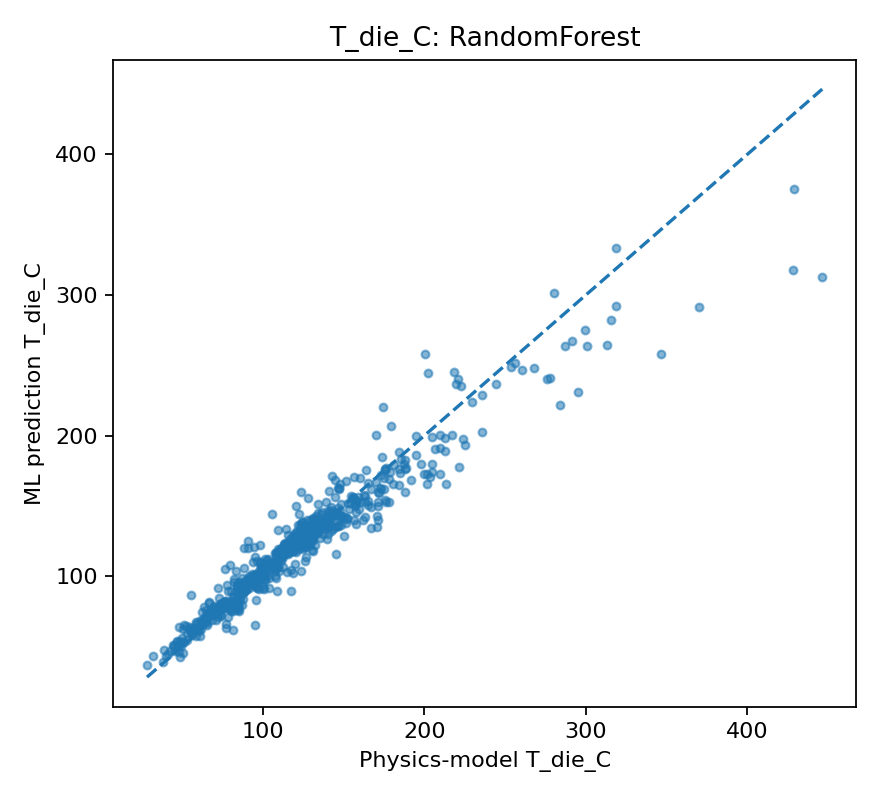 T_die_C: RandomForest
ML prediction T_die_C
400
300
200
100
100 200 300 400
Physics-model T_die_C